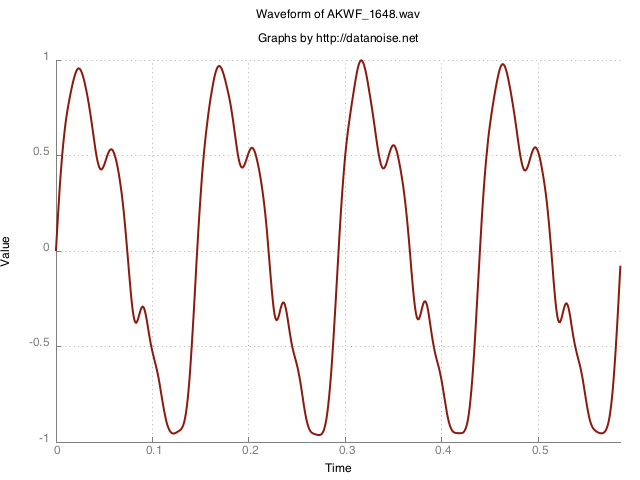 Waveform of AKWF_1648.wav
Graphs by http://datanoise.net
1
0.5
0
-0.5
-1
Value
0 0.1 0.2 0.3 0.4 0.5
Time